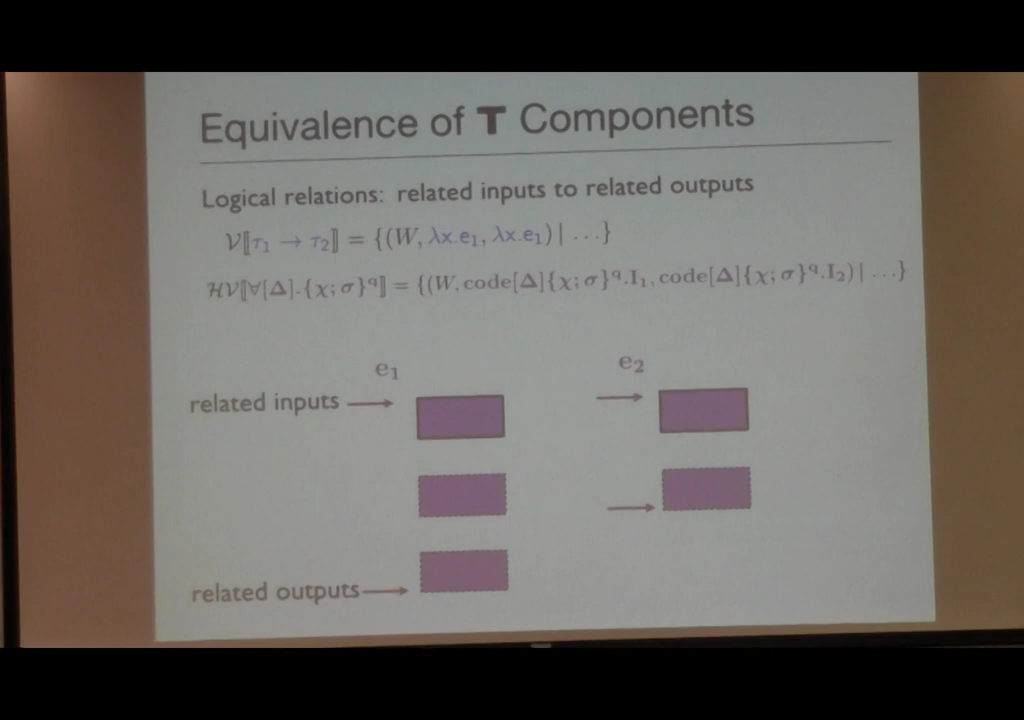 Equivalence of T Components
Logical relations: related inputs to related outputs
𝒱⟦τ₁ → τ₂⟧ = {(W, λx.e₁, λx.e₁) | …}
ℋ𝒱⟦∀[Δ].{χ; σ}^q⟧ = {(W, code[Δ]{χ; σ}^q.I₁, code[Δ]{χ; σ}^q.I₂) | …}
e₁ e₂
related inputs
related outputs